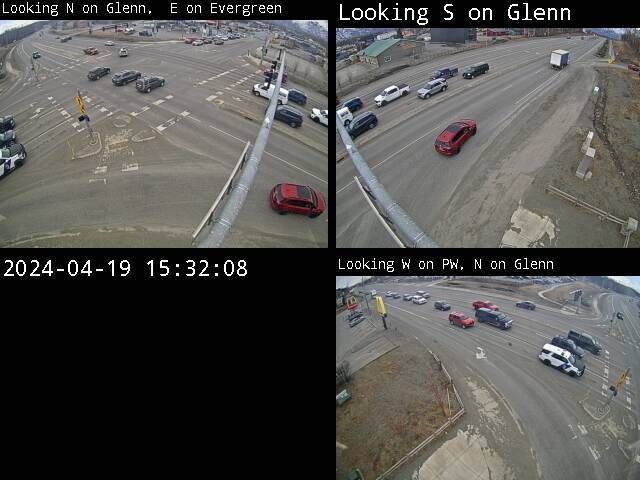 Looking N on Glenn,  E on Evergreen
Looking S on Glenn
2024-04-19 15:32:08
Looking W on PW, N on Glenn